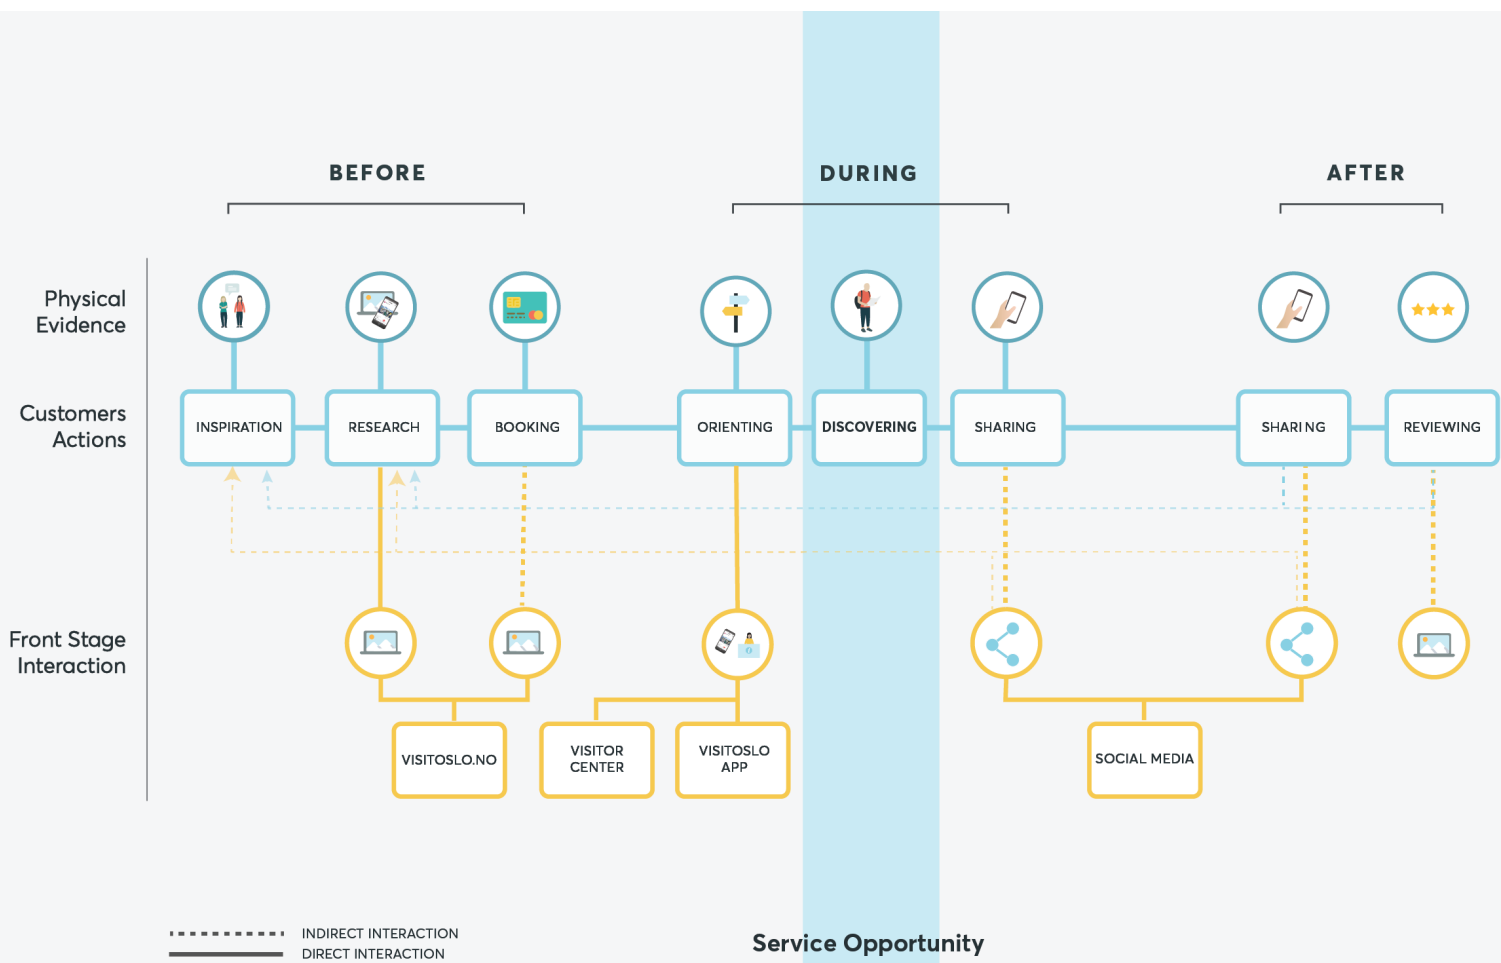 BEFORE
DURING
AFTER
Physical
Evidence
Customers
Actions
INSPIRATION
RESEARCH
BOOKING
ORIENTING
DISCOVERING
SHARING
SHARING
REVIEWING
Front Stage
Interaction
VISITOSLO.NO
VISITOR
CENTER
VISITOSLO
APP
SOCIAL MEDIA
INDIRECT INTERACTION
DIRECT INTERACTION
Service Opportunity